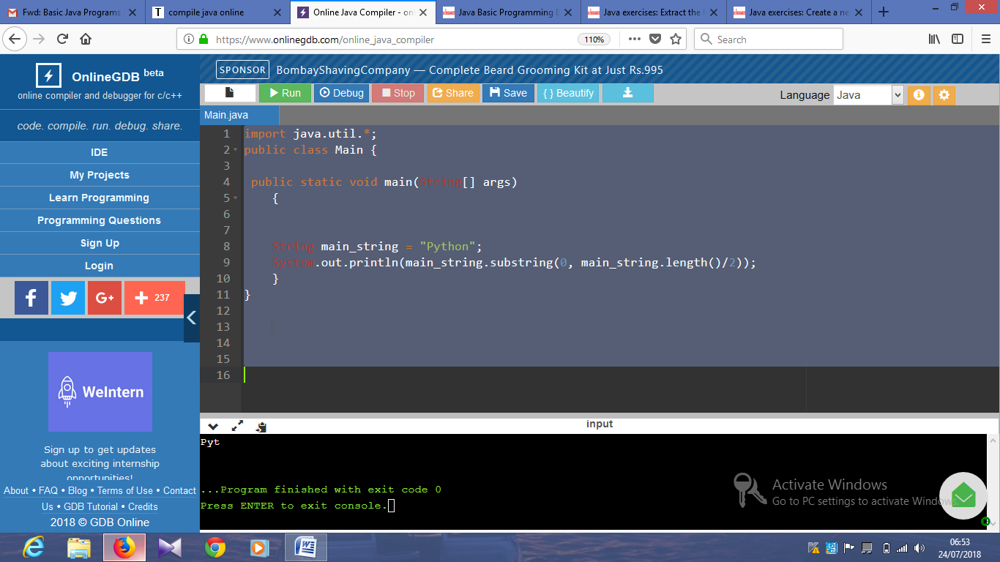 Fwd: Basic Java Programs
compile java online
Online Java Compiler - onl
Java Basic Programming E
Java exercises: Extract the f
Java exercises: Create a ne
https://www.onlinegdb.com/online_java_compiler
110%
Search
OnlineGDB beta
online compiler and debugger for c/c++
code. compile. run. debug. share.
IDE
My Projects
Learn Programming
Programming Questions
Sign Up
Login
237
WeIntern
Sign up to get updates
about exciting internship
opportunities!
About • FAQ • Blog • Terms of Use • Contact
Us • GDB Tutorial • Credits
2018 © GDB Online
SPONSOR BombayShavingCompany — Complete Beard Grooming Kit at Just Rs.995
Run Debug Stop Share Save { } Beautify
Language Java
Main.java
1 import java.util.*;
2 public class Main {
3
4 public static void main(String[] args)
5 {
6
7
8 String main_string = "Python";
9 System.out.println(main_string.substring(0, main_string.length()/2));
10 }
11 }
12
13
14
15
16
input
Pyt
...Program finished with exit code 0
Press ENTER to exit console.
Activate Windows
Go to PC settings to activate Windows.
06:53
24/07/2018